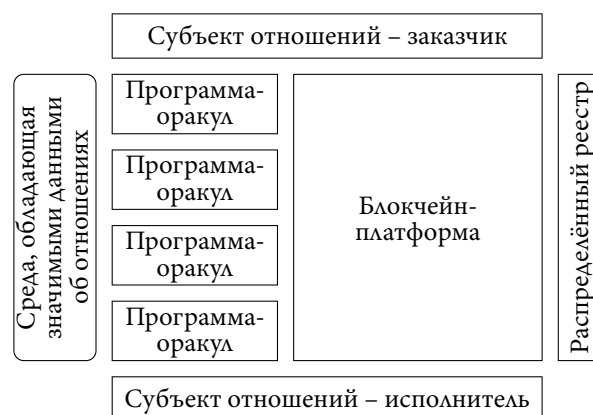 Субъект отношений – заказчик
Среда, обладающая
значимыми данными
об отношениях
Программа-
оракул
Программа-
оракул
Программа-
оракул
Программа-
оракул
Блокчейн-
платформа
Распределённый реестр
Субъект отношений – исполнитель